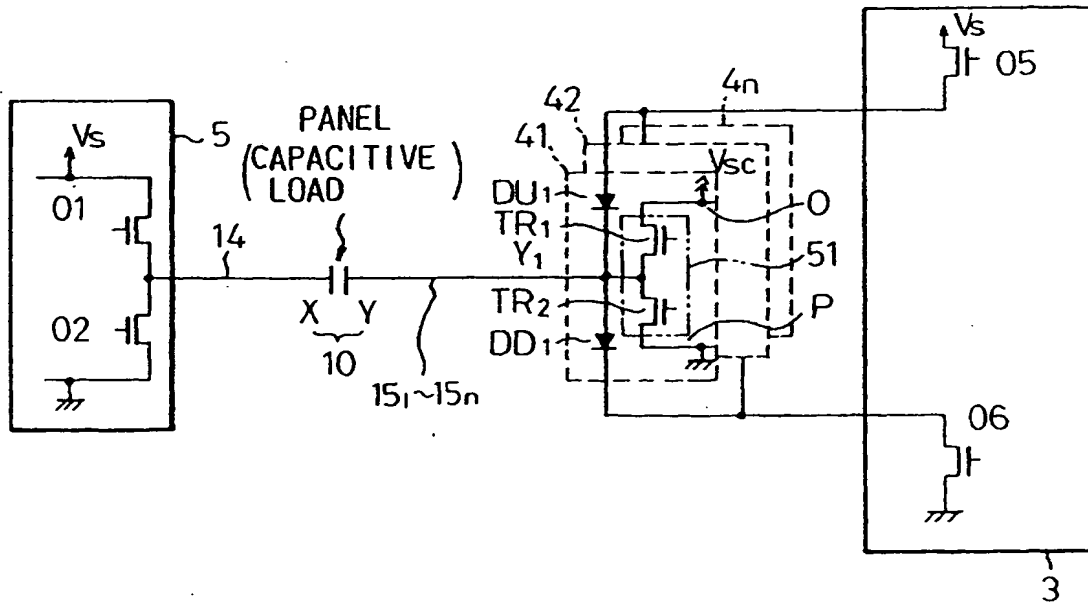 Vs
05
4n
42
41
5
Vs
PANEL
(CAPACITIVE
LOAD)
Vsc
DU1
O
01
TR1
51
Y1
14
TR2
P
X Y
02
DD1
10
151~15n
06
3